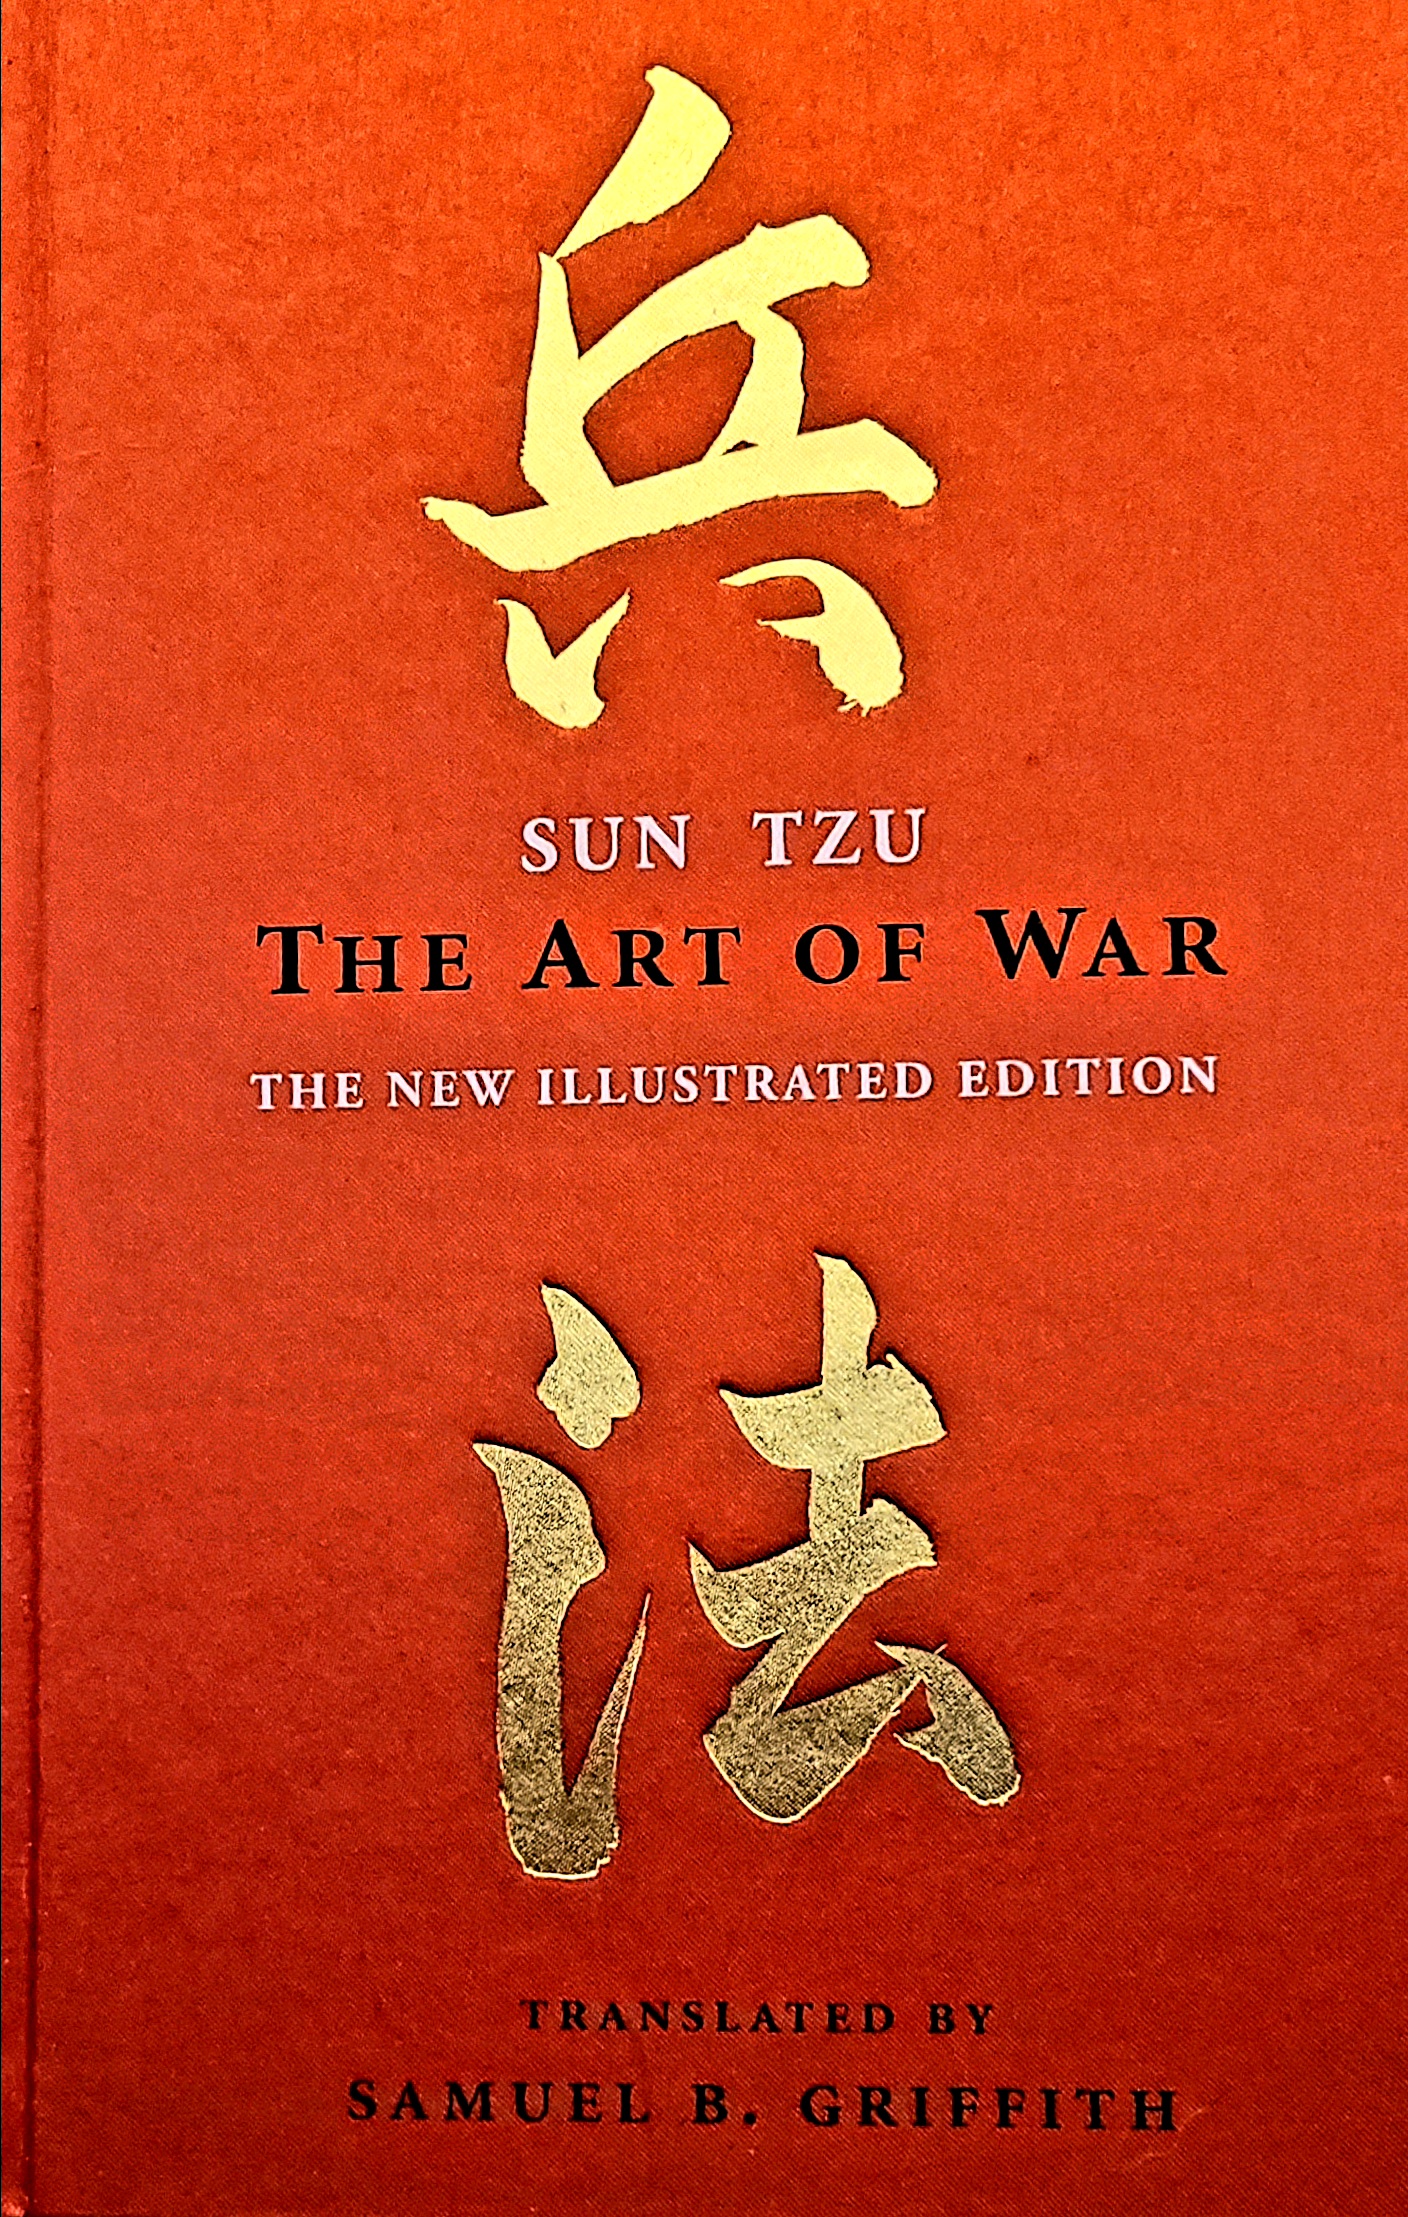 兵
SUN TZU
THE ART OF WAR
THE NEW ILLUSTRATED EDITION
法
TRANSLATED BY
SAMUEL B. GRIFFITH